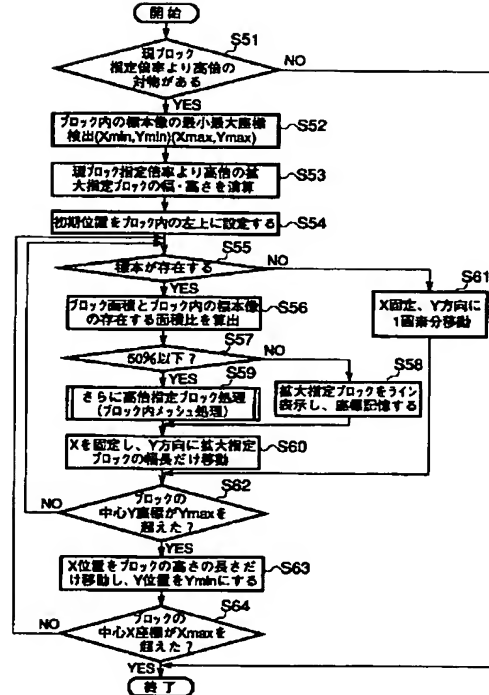 開始
S51
現ブロック
指定倍率より高倍の
対物がある
NO
YES
ブロック内の標本像の最小最大座標
検出(Xmin,Ymin)(Xmax,Ymax)
S52
現ブロック指定倍率より高倍の拡
大指定ブロックの幅・高さを演算
S53
初期位置をブロック内の左上に設定する
S54
S55
標本が存在する
NO
YES
S61
X固定、Y方向に
1画素分移動
ブロック面積とブロック内の標本像
の存在する面積比を算出
S56
S57
50%以下?
NO
YES
S58
拡大指定ブロックをライン
表示し、座標記憶する
S59
さらに高倍指定ブロック処理
(ブロック内メッシュ処理)
Xを固定し、Y方向に拡大指定
ブロックの幅長だけ移動
S60
S62
ブロックの
中心Y座標がYmaxを
超えた?
NO
YES
X位置をブロックの高さの長さだ
け移動し、Y位置をYminにする
S63
S64
ブロックの
中心X座標がXmaxを
超えた?
NO
YES
終了